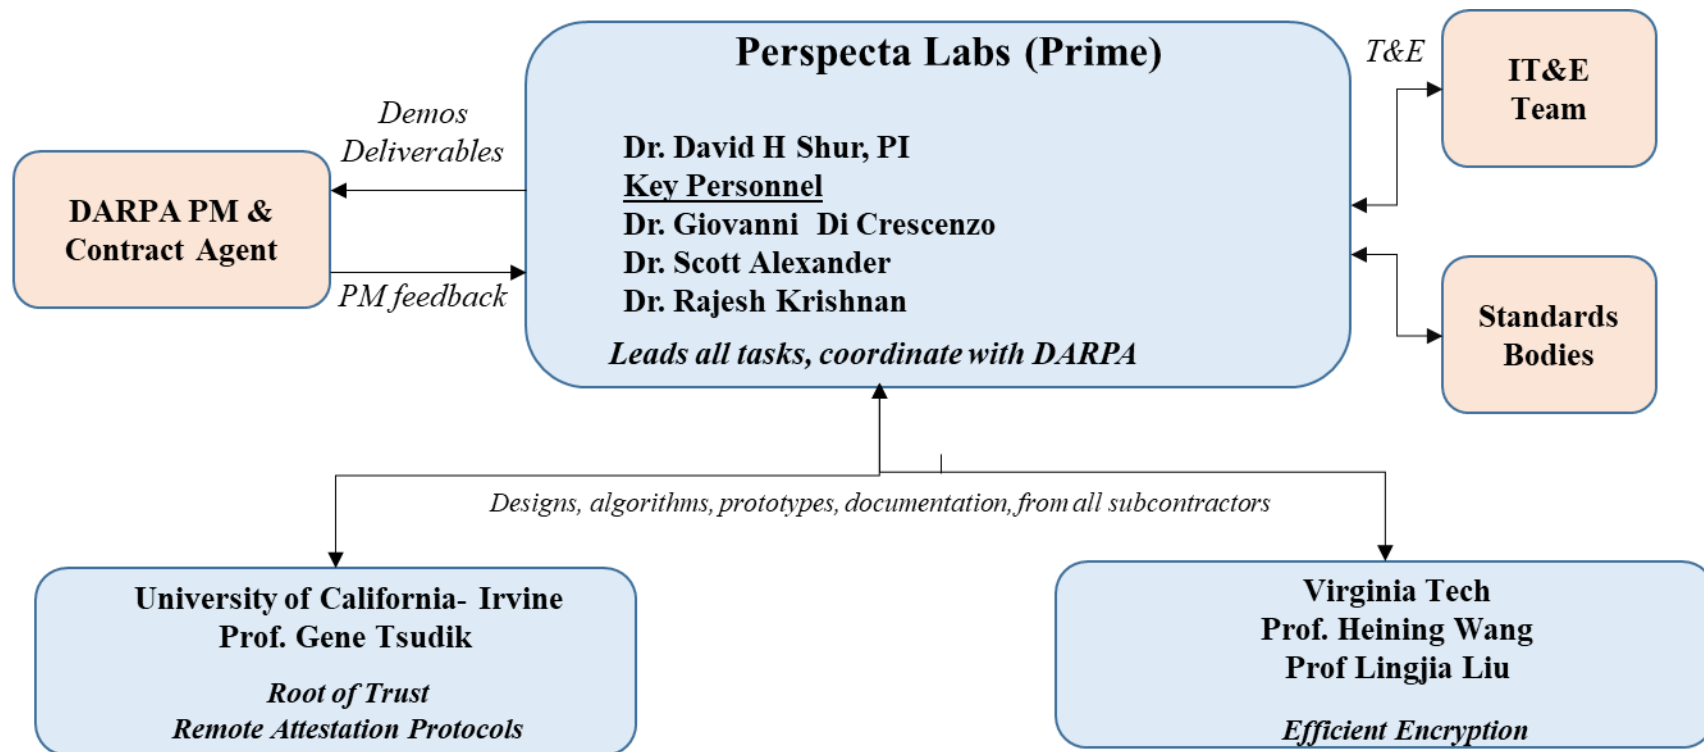 Perspecta Labs (Prime)
Dr. David H Shur, PI
Key Personnel
Dr. Giovanni Di Crescenzo
Dr. Scott Alexander
Dr. Rajesh Krishnan
Leads all tasks, coordinate with DARPA
Demos
Deliverables
DARPA PM &
Contract Agent
PM feedback
T&E
IT&E
Team
Standards
Bodies
Designs, algorithms, prototypes, documentation, from all subcontractors
University of California- Irvine
Prof. Gene Tsudik
Root of Trust
Remote Attestation Protocols
Virginia Tech
Prof. Heining Wang
Prof Lingjia Liu
Efficient Encryption